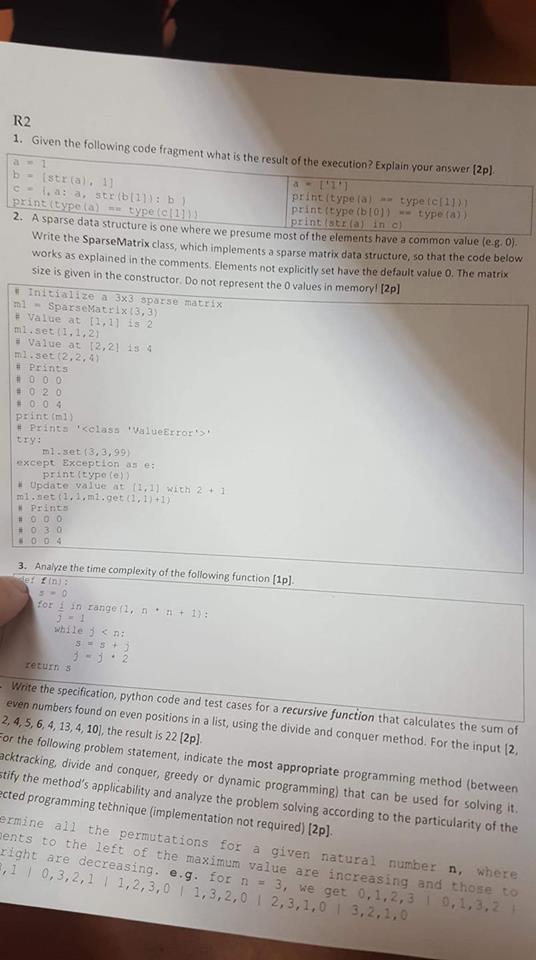 R2
1. Given the following code fragment what is the result of the execution? Explain your answer [2p].
a = 1
b = [str(a), 1]
c = {, a: a, str(b[1]): b }
print(type(a) == type(c[1]))
a = ['1']
print(type(a) == type(c[1]))
print(type(b[0]) == type(a))
print(str(a) in c)
2. A sparse data structure is one where we presume most of the elements have a common value (e.g. 0).
Write the SparseMatrix class, which implements a sparse matrix data structure, so that the code below
works as explained in the comments. Elements not explicitly set have the default value 0. The matrix
size is given in the constructor. Do not represent the 0 values in memory! [2p]
# Initialize a 3x3 sparse matrix
m1 = SparseMatrix(3,3)
# Value at [1,1] is 2
m1.set(1,1,2)
# Value at [2,2] is 4
m1.set(2,2,4)
# Prints
# 0 0 0
# 0 2 0
# 0 0 4
print(m1)
# Prints '<class 'ValueError'>'
try:
m1.set(3,3,99)
except Exception as e:
print(type(e))
# Update value at [1,1] with 2 + 1
m1.set(1,1,m1.get(1,1)+1)
# Prints
# 0 0 0
# 0 3 0
# 0 0 4
3. Analyze the time complexity of the following function [1p].
def f(n):
s = 0
for i in range(1, n * n + 1):
j = 1
while j < n:
s = s + j
j = j * 2
return s
Write the specification, python code and test cases for a recursive function that calculates the sum of
even numbers found on even positions in a list, using the divide and conquer method. For the input [2,
2, 4, 5, 6, 4, 13, 4, 10], the result is 22 [2p].
For the following problem statement, indicate the most appropriate programming method (between
acktracking, divide and conquer, greedy or dynamic programming) that can be used for solving it.
stify the method's applicability and analyze the problem solving according to the particularity of the
ected programming technique (implementation not required) [2p].
ermine all the permutations for a given natural number n, where
ments to the left of the maximum value are increasing and those to
right are decreasing. e.g. for n = 3, we get 0,1,2,3 | 0,1,3,2 |
,1 | 0,3,2,1 | 1,2,3,0 | 1,3,2,0 | 2,3,1,0 | 3,2,1,0